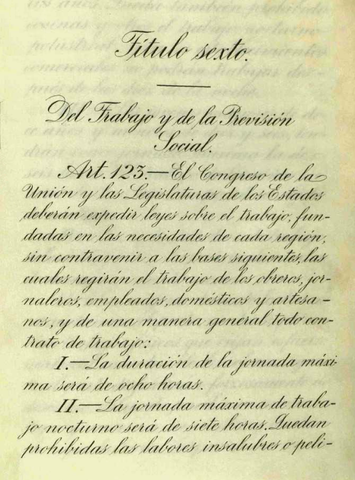 Título sexto.
Del Trabajo y de la Previsión
Social.
Art. 123.—El Congreso de la
Unión y las Legislaturas de los Estados
deberán expedir leyes sobre el trabajo, fun-
dadas en las necesidades de cada región,
sin contravenir a las bases siguientes, las
cuales regirán el trabajo de los obreros, jor-
naleros, empleados, domésticos y artesa-
nos, y de una manera general todo con-
trato de trabajo:
I.—La duración de la jornada máxi
ma será de ocho horas.
II.—La jornada máxima de traba-
jo nocturno será de siete horas. Quedan
prohibidas las labores insalubres o peli-